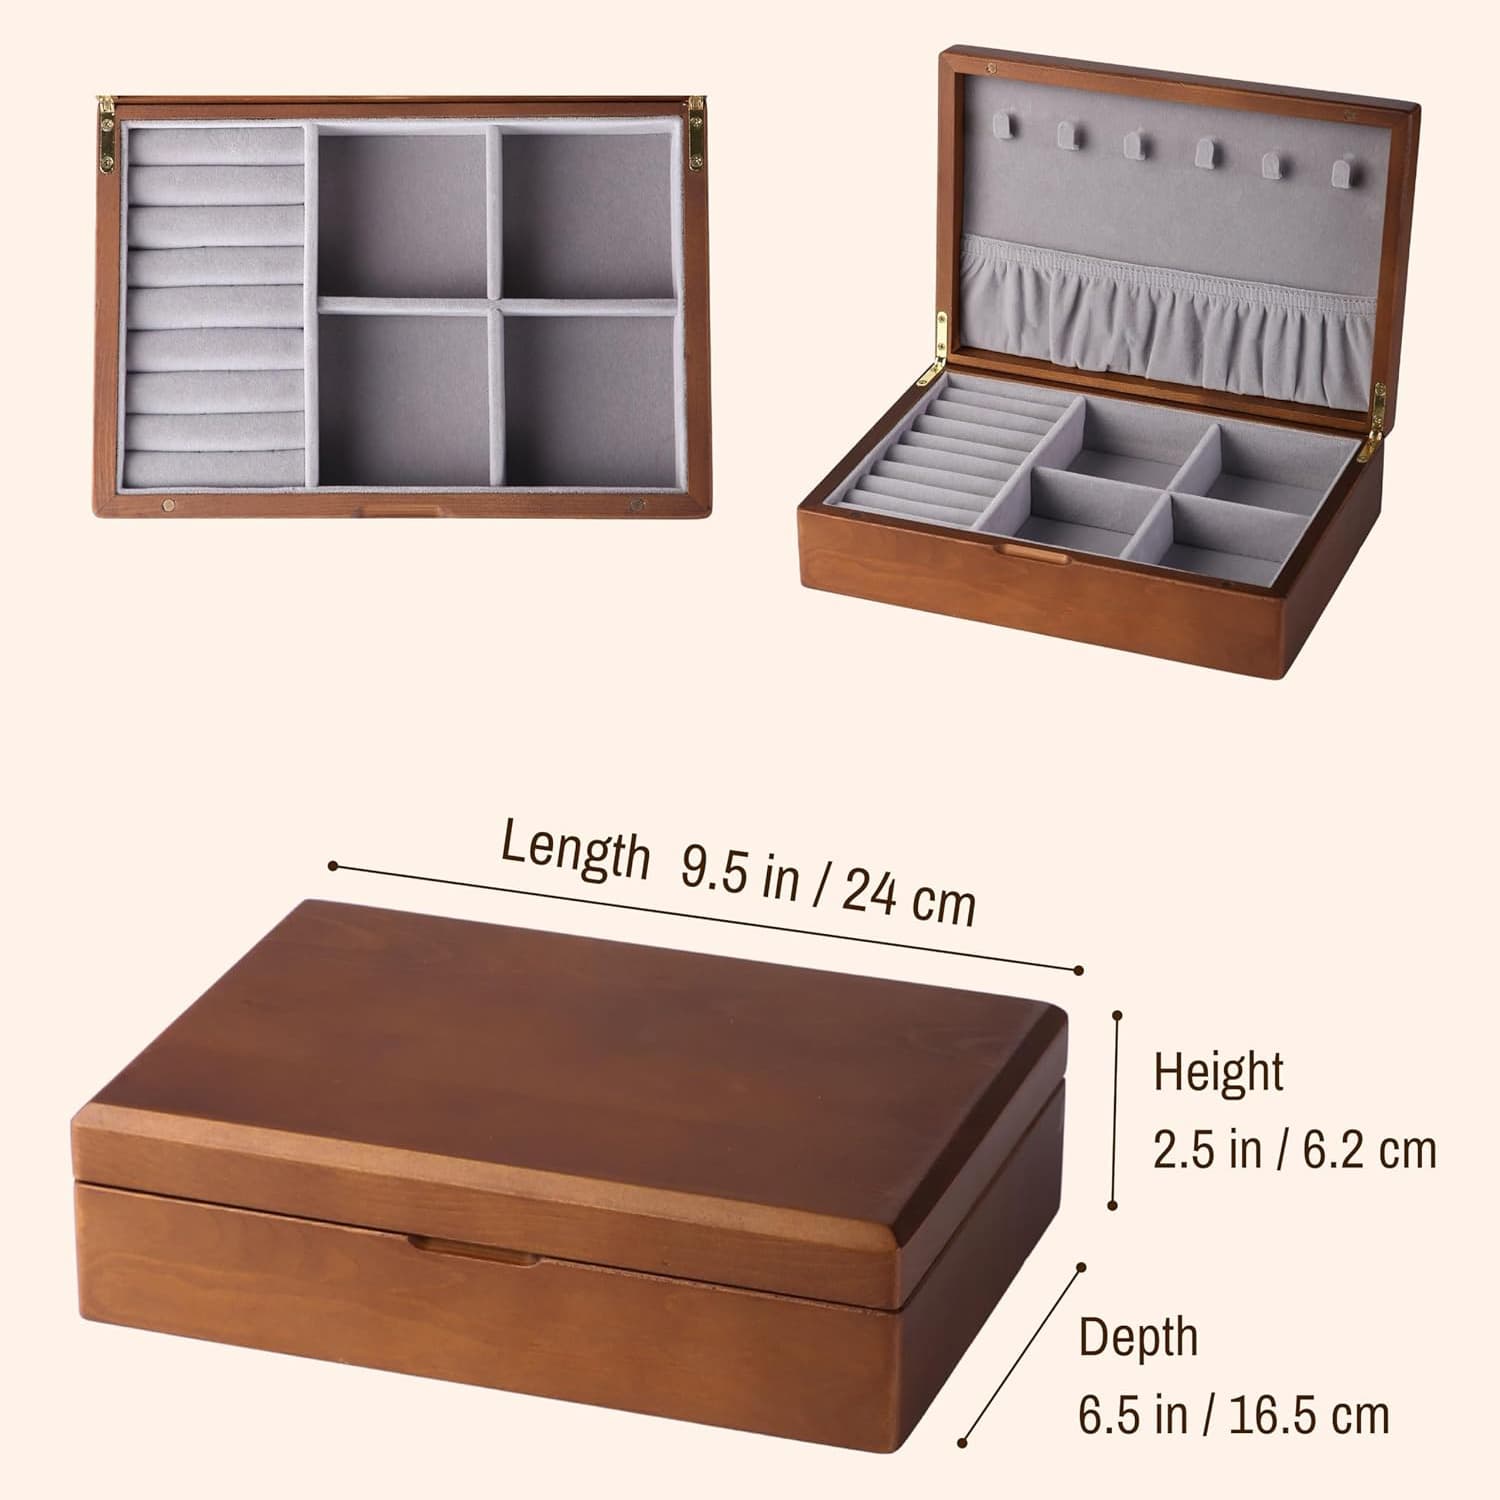 Length 9.5 in / 24 cm
Height
2.5 in / 6.2 cm
Depth
6.5 in / 16.5 cm